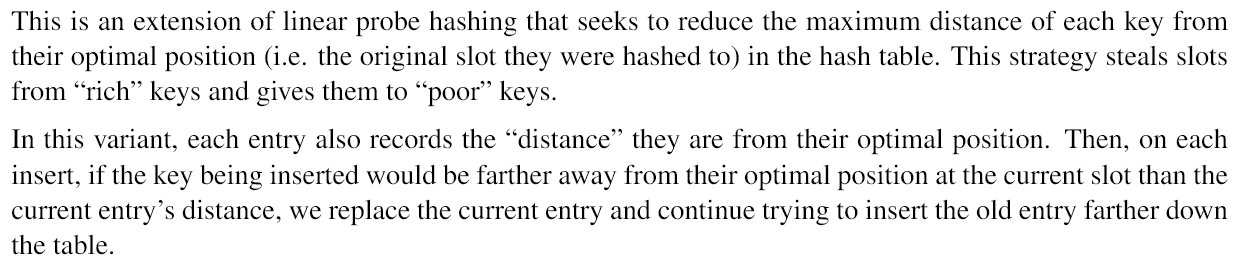 This is an extension of linear probe hashing that seeks to reduce the maximum distance of each key from
their optimal position (i.e. the original slot they were hashed to) in the hash table. This strategy steals slots
from “rich” keys and gives them to “poor” keys.
In this variant, each entry also records the “distance” they are from their optimal position. Then, on each
insert, if the key being inserted would be farther away from their optimal position at the current slot than the
current entry’s distance, we replace the current entry and continue trying to insert the old entry farther down
the table.